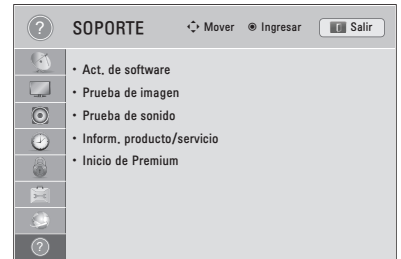 SOPORTE
Mover
Ingresar
Salir
• Act. de software
• Prueba de imagen
• Prueba de sonido
• Inform. producto/servicio
• Inicio de Premium